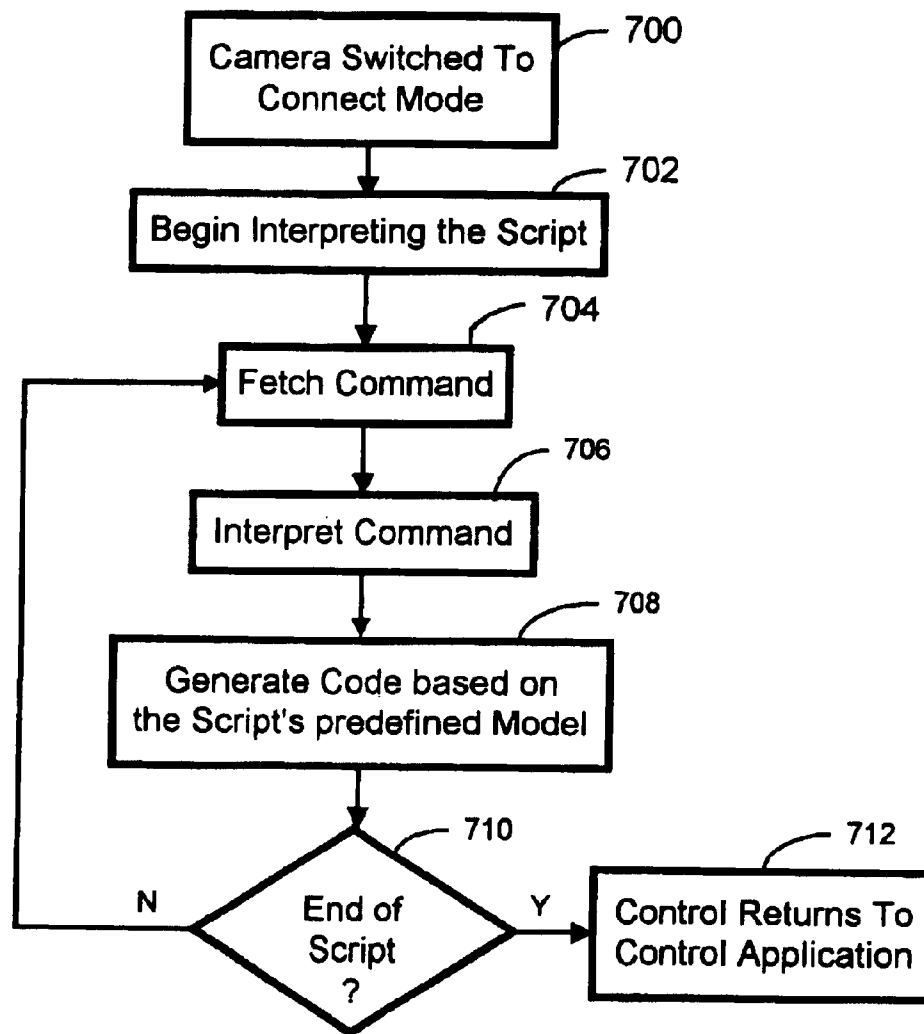 700
Camera Switched To
Connect Mode
702
Begin Interpreting the Script
704
Fetch Command
706
Interpret Command
708
Generate Code based on
the Script's predefined Model
710
712
N
End of
Script
?
Y
Control Returns To
Control Application